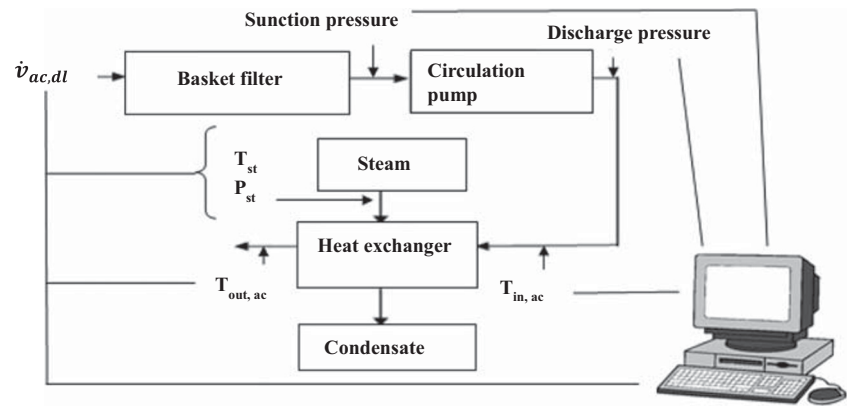 Sunction pressure
Discharge pressure
v̇ac,dl
Basket filter
Circulation
pump
Tst
Pst
Steam
Heat exchanger
Tout, ac
Tin, ac
Condensate